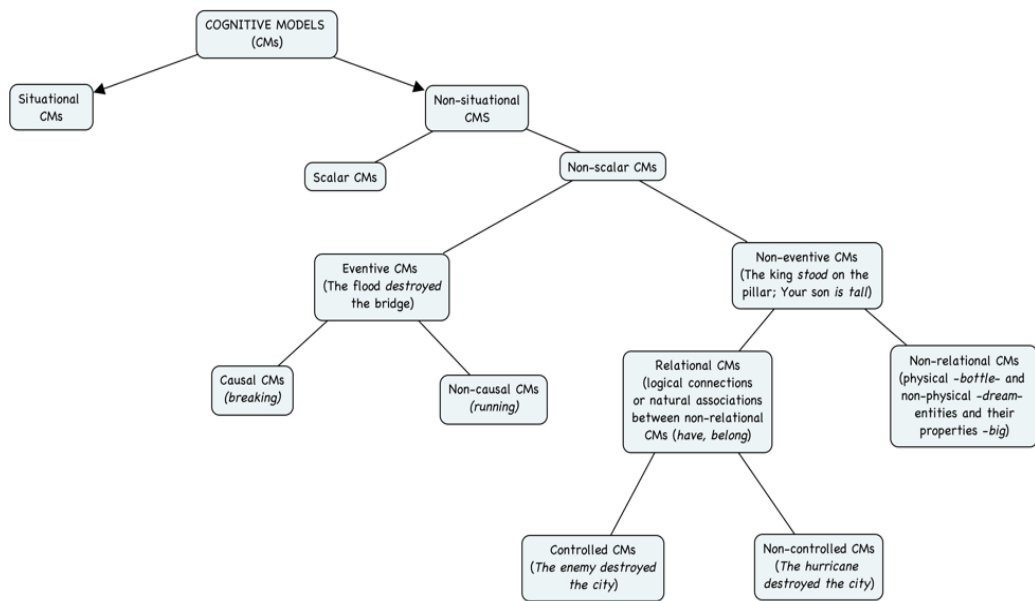 COGNITIVE MODELS
(CMs)
Situational
CMs
Non-situational
CMS
Scalar CMs
Non-scalar CMs
Eventive CMs
(The flood destroyed
the bridge)
Non-eventive CMs
(The king stood on the
pillar; Your son is tall)
Causal CMs
(breaking)
Non-causal CMs
(running)
Relational CMs
(logical connections
or natural associations
between non-relational
CMs (have, belong)
Non-relational CMs
(physical -bottle- and
non-physical -dream-
entities and their
properties -big)
Controlled CMs
(The enemy destroyed
the city)
Non-controlled CMs
(The hurricane
destroyed the city)